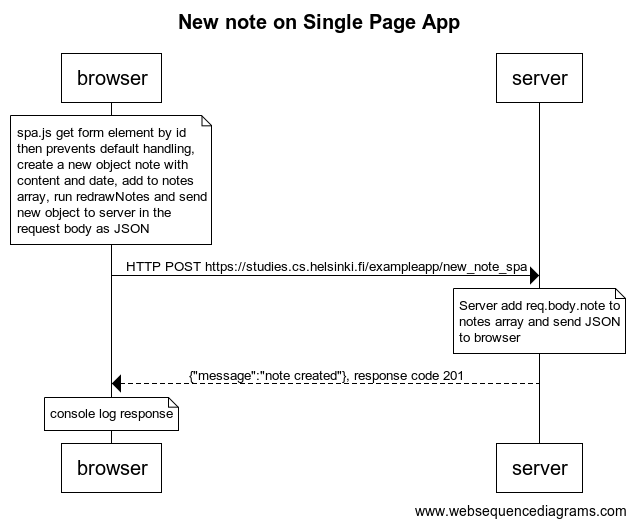 New note on Single Page App
browser
server
spa.js get form element by id
then prevents default handling,
create a new object note with
content and date, add to notes
array, run redrawNotes and send
new object to server in the
request body as JSON
HTTP POST https://studies.cs.helsinki.fi/exampleapp/new_note_spa
Server add req.body.note to
notes array and send JSON
to browser
{"message":"note created"}, response code 201
console log response
browser
server
www.websequencediagrams.com